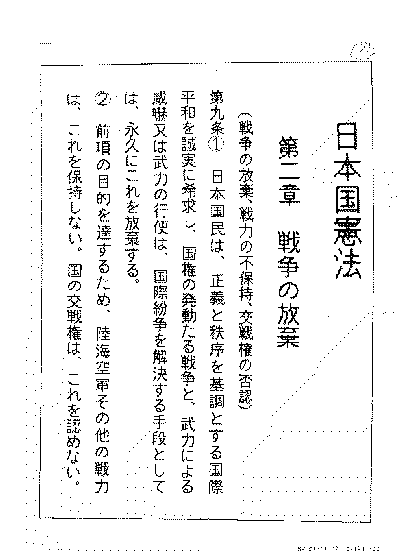 日本国憲法
第二章　戦争の放棄
（戦争の放棄、戦力の不保持、交戦権の否認）
第九条①　日本国民は、正義と秩序を基調とする国際
平和を誠実に希求し、国権の発動たる戦争と、武力による
威嚇又は武力の行使は、国際紛争を解決する手段として
は、永久にこれを放棄する。
②　前項の目的を達するため、陸海空軍その他の戦力
は、これを保持しない。国の交戦権は、これを認めない。